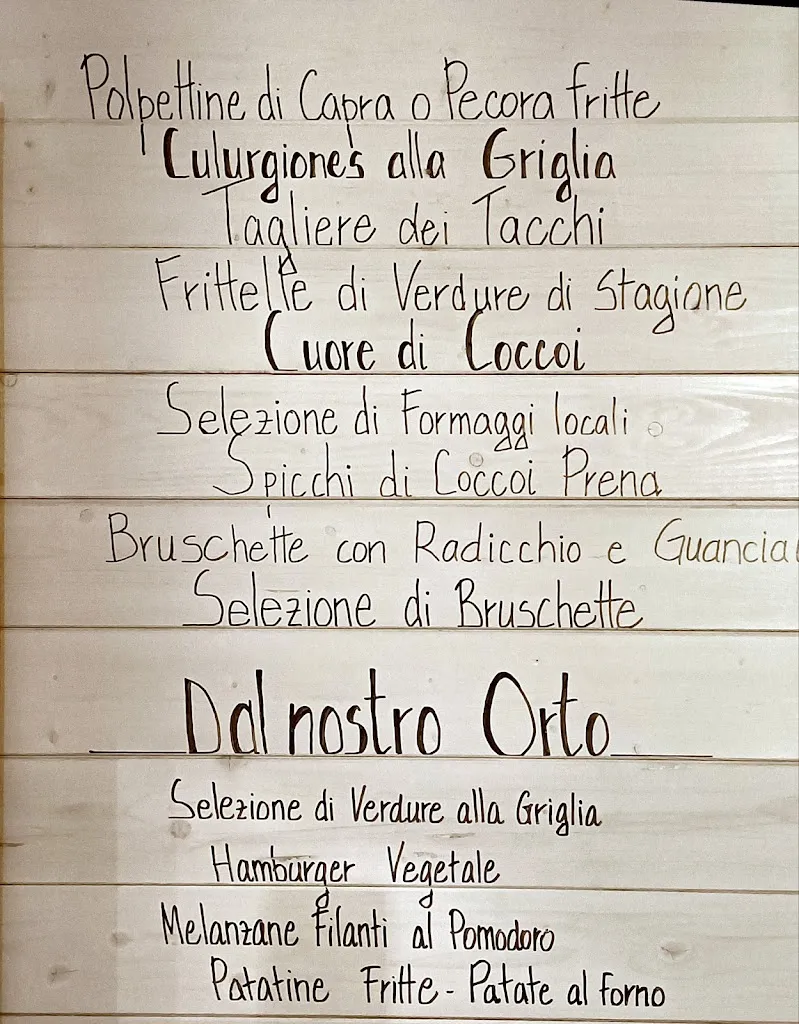 Polpettine di Capra o Pecora fritte
Culurgiones alla Griglia
Tagliere dei Tacchi
Frittelle di Verdure di Stagione
Cuore di Coccoi
Selezione di Formaggi locali
Spicchi di Coccoi Prena
Bruschette con Radicchio e Guancial
Selezione di Bruschette
Dal nostro Orto
Selezione di Verdure alla Griglia
Hamburger Vegetale
Melanzane Filanti al Pomodoro
Patatine Fritte - Patate al forno